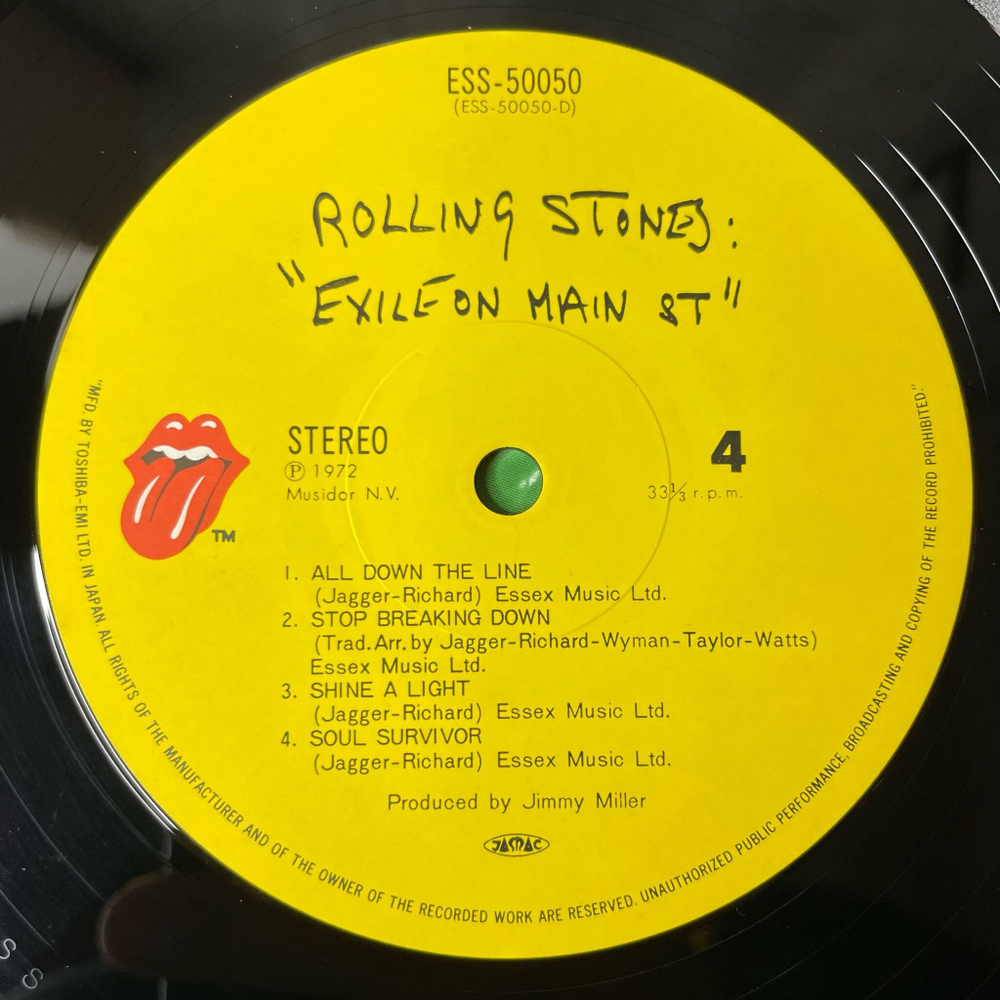 ESS-50050
(ESS-50050-D)
ROLLING STONES:
"EXILE ON MAIN ST"
STEREO
Ⓟ 1972
Musidor N.V.
4
33⅓ r.p.m.
TM
1. ALL DOWN THE LINE
(Jagger-Richard) Essex Music Ltd.
2. STOP BREAKING DOWN
(Trad.Arr.by Jagger-Richard-Wyman-Taylor-Watts)
Essex Music Ltd.
3. SHINE A LIGHT
(Jagger-Richard) Essex Music Ltd.
4. SOUL SURVIVOR
(Jagger-Richard) Essex Music Ltd.
Produced by Jimmy Miller
JASRAC
"MFD. BY TOSHIBA-EMI LTD. IN JAPAN. ALL RIGHTS OF THE MANUFACTURER AND OF THE OWNER OF THE RECORDED WORK ARE RESERVED. UNAUTHORIZED PUBLIC PERFORMANCE, BROADCASTING AND COPYING OF THE RECORD PROHIBITED."
S S